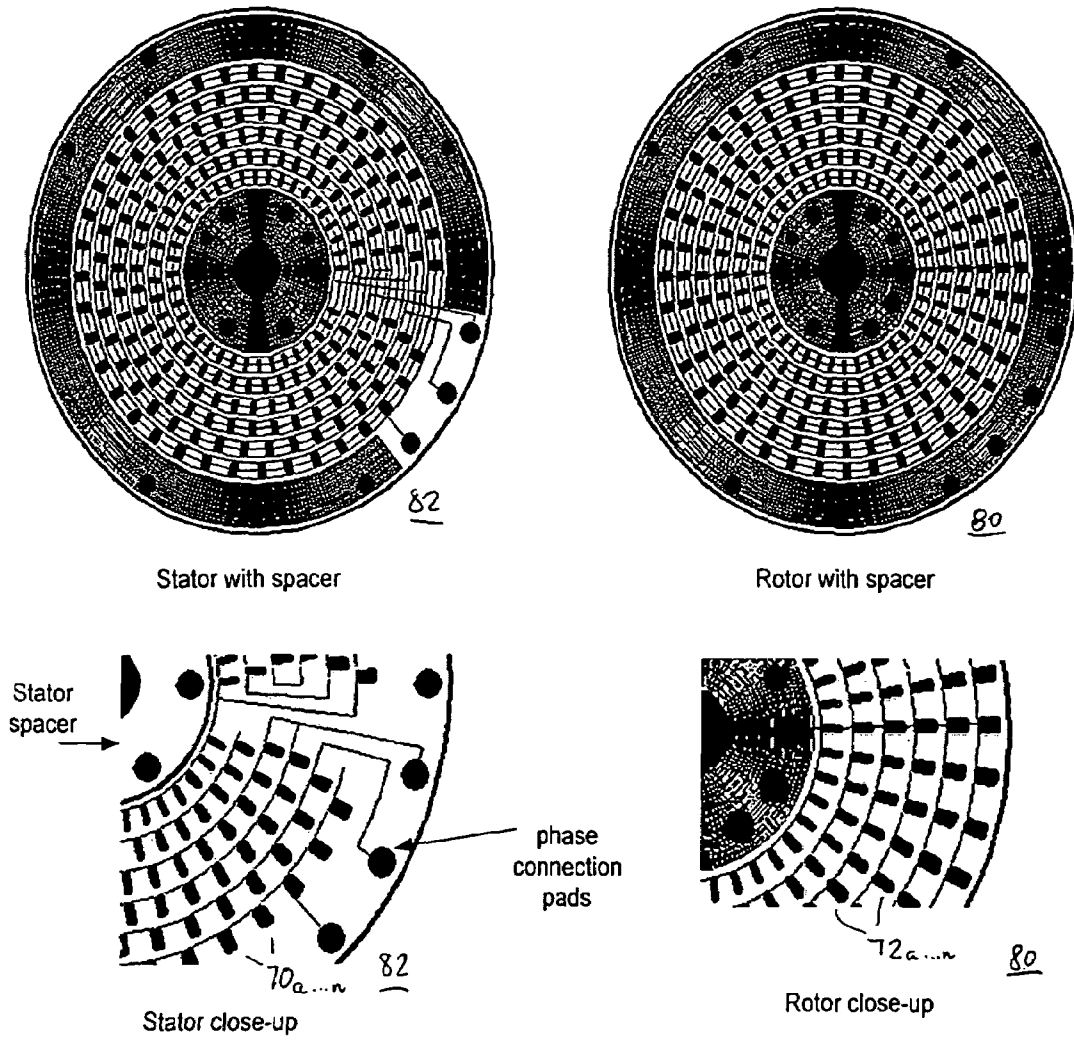 82
80
Stator with spacer
Rotor with spacer
Stator
spacer
phase
connection
pads
70a...n
82
72a...n
80
Stator close-up
Rotor close-up